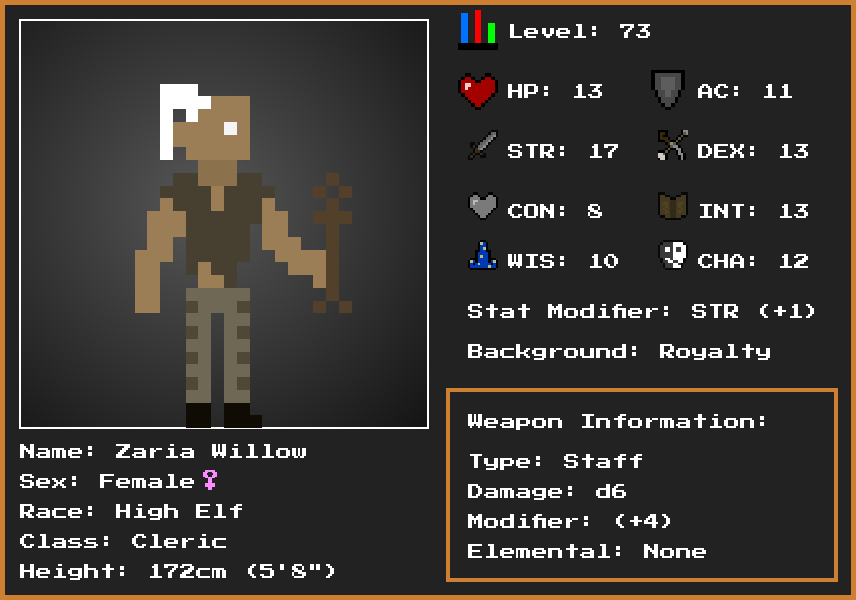 Level: 73
HP: 13 AC: 11
STR: 17 DEX: 13
CON: 8 INT: 13
WIS: 10 CHA: 12
Stat Modifier: STR (+1)
Background: Royalty
Weapon Information:
Type: Staff
Damage: d6
Modifier: (+4)
Elemental: None
Name: Zaria Willow
Sex: Female♀
Race: High Elf
Class: Cleric
Height: 172cm (5'8")